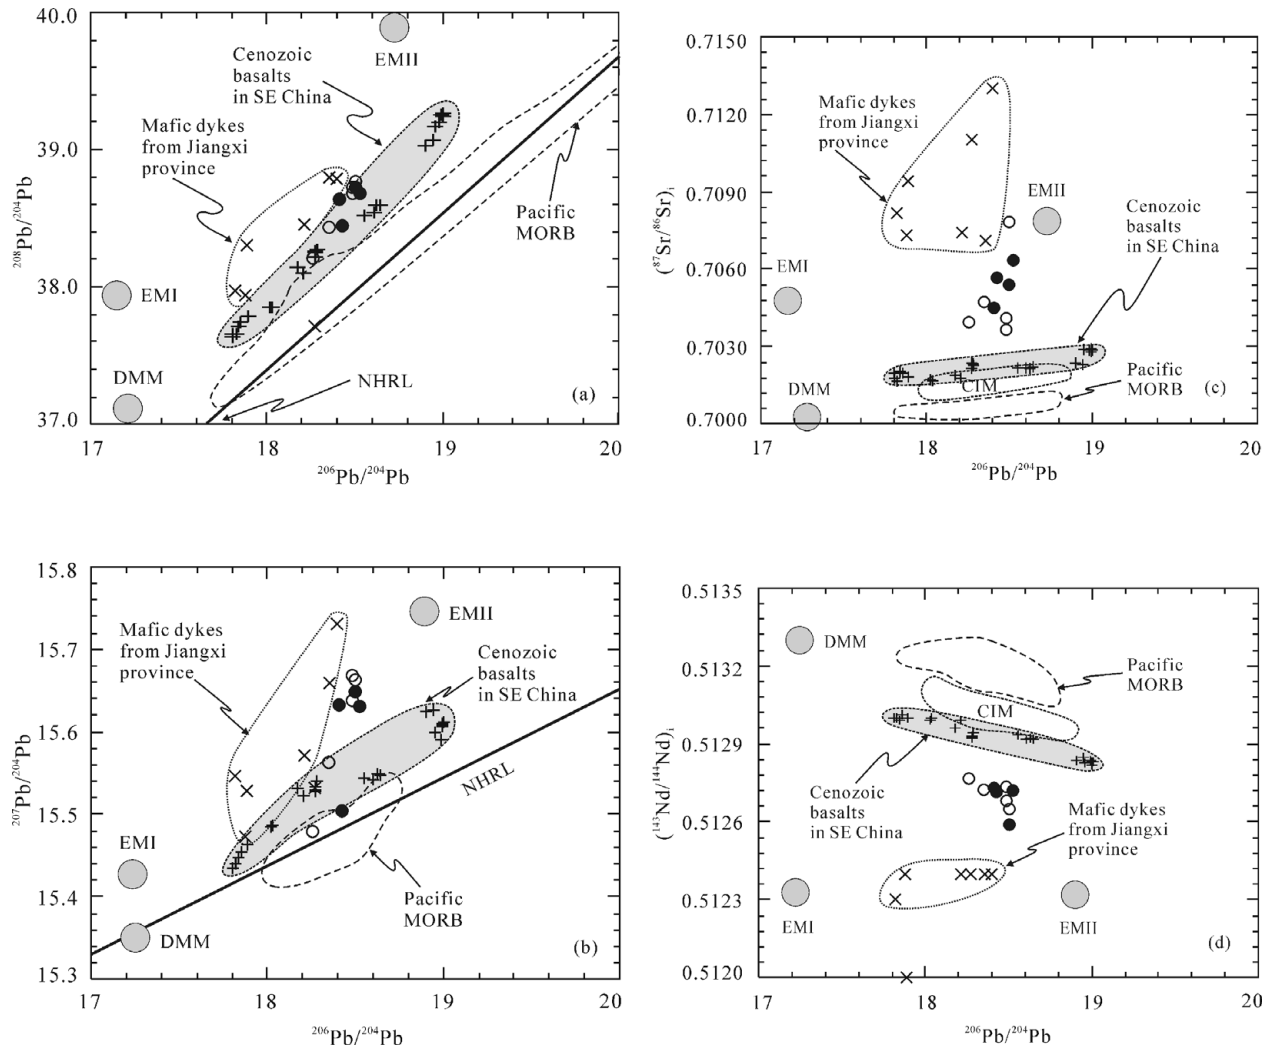 40.0
39.0
38.0
37.0
²⁰⁸Pb/²⁰⁴Pb
EMII
Cenozoic
basalts
in SE China
Mafic dykes
from Jiangxi
province
Pacific
MORB
EMI
DMM
NHRL
(a)
17
18
19
20
²⁰⁶Pb/²⁰⁴Pb
0.7150
0.7120
0.7090
0.7060
0.7030
0.7000
(⁸⁷Sr/⁸⁶Sr)i
Mafic dykes
from Jiangxi
province
EMII
Cenozoic
basalts
in SE China
EMI
DMM
CIM
Pacific
MORB
(c)
17
18
19
20
²⁰⁶Pb/²⁰⁴Pb
15.8
15.7
15.6
15.5
15.4
15.3
²⁰⁷Pb/²⁰⁴Pb
EMII
Mafic dykes
from Jiangxi
province
Cenozoic
basalts
in SE China
NHRL
EMI
Pacific
MORB
DMM
(b)
17
18
19
20
²⁰⁶Pb/²⁰⁴Pb
0.5135
0.5132
0.5129
0.5126
0.5123
0.5120
(¹⁴³Nd/¹⁴⁴Nd)i
DMM
Pacific
MORB
CIM
Cenozoic
basalts
in SE China
Mafic dykes
from Jiangxi
province
EMI
EMII
(d)
17
18
19
20
²⁰⁶Pb/²⁰⁴Pb